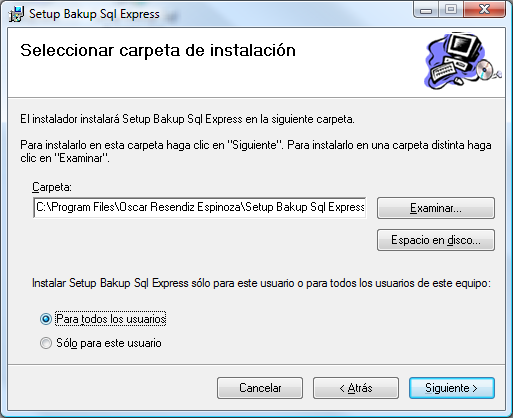 Setup Bakup Sql Express
Seleccionar carpeta de instalación
El instalador instalará Setup Bakup Sql Express en la siguiente carpeta.
Para instalarlo en esta carpeta haga clic en "Siguiente". Para instalarlo en una carpeta distinta haga
clic en "Examinar".
Carpeta:
C:\Program Files\Oscar Resendiz Espinoza\Setup Bakup Sql Express
Examinar...
Espacio en disco...
Instalar Setup Bakup Sql Express sólo para este usuario o para todos los usuarios de este equipo:
Para todos los usuarios
Sólo para este usuario
Cancelar
< Atrás
Siguiente >